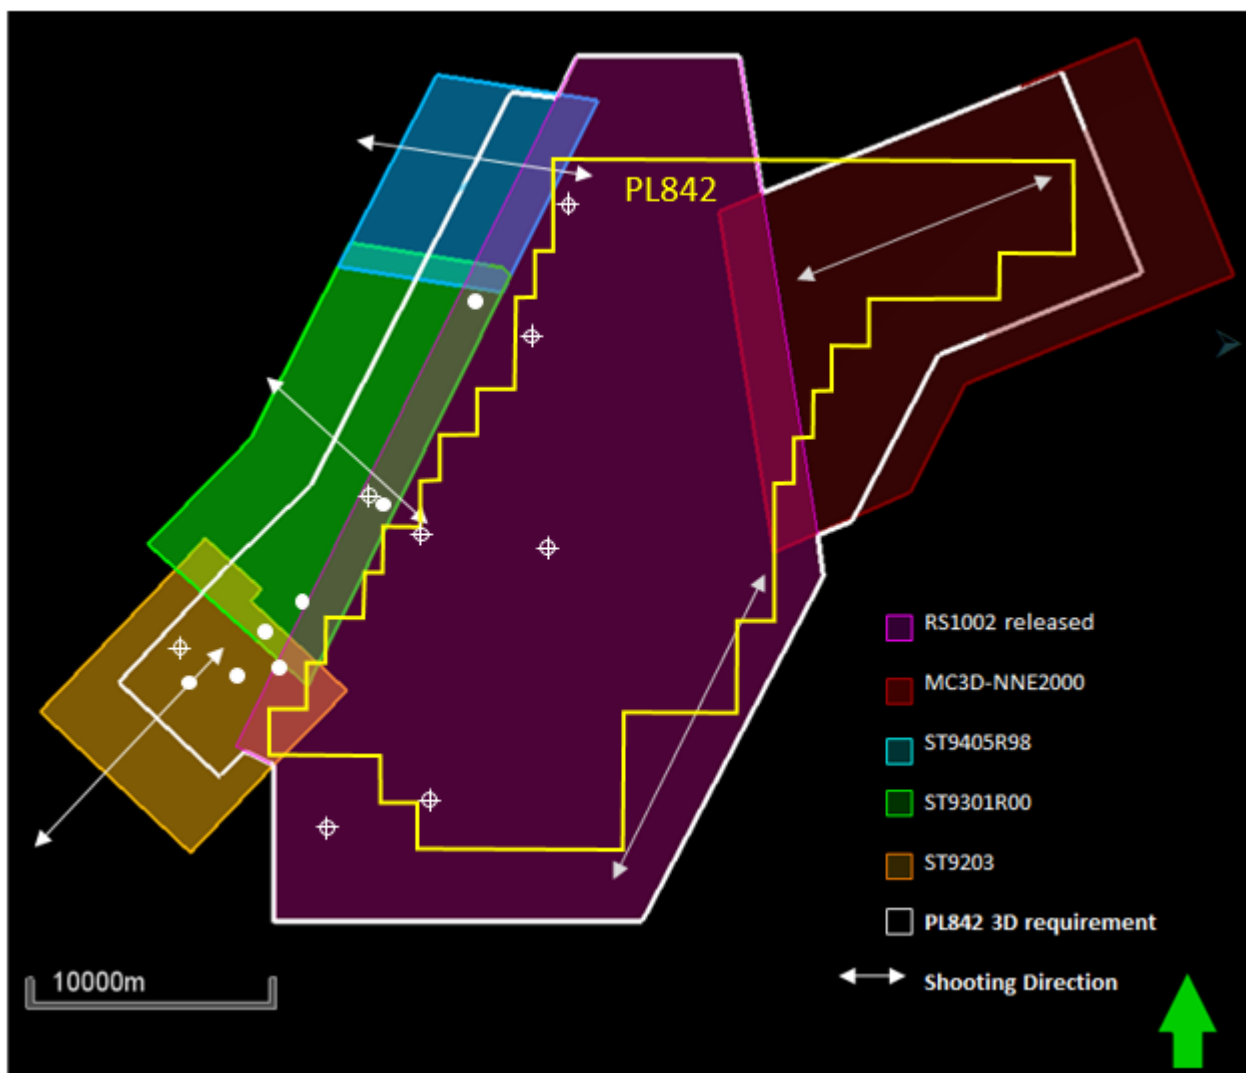 PL842
RS1002 released
MC3D-NNE2000
ST9405R98
ST9301R00
ST9203
PL842 3D requirement
Shooting Direction
10000m